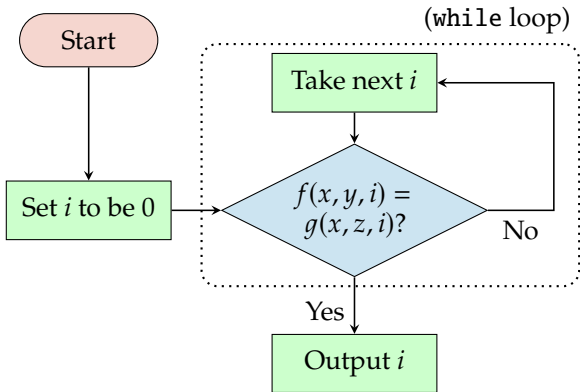 (while loop)
Start
Take next i
Set i to be 0
f(x, y, i) =
g(x, z, i)?
No
Yes
Output i